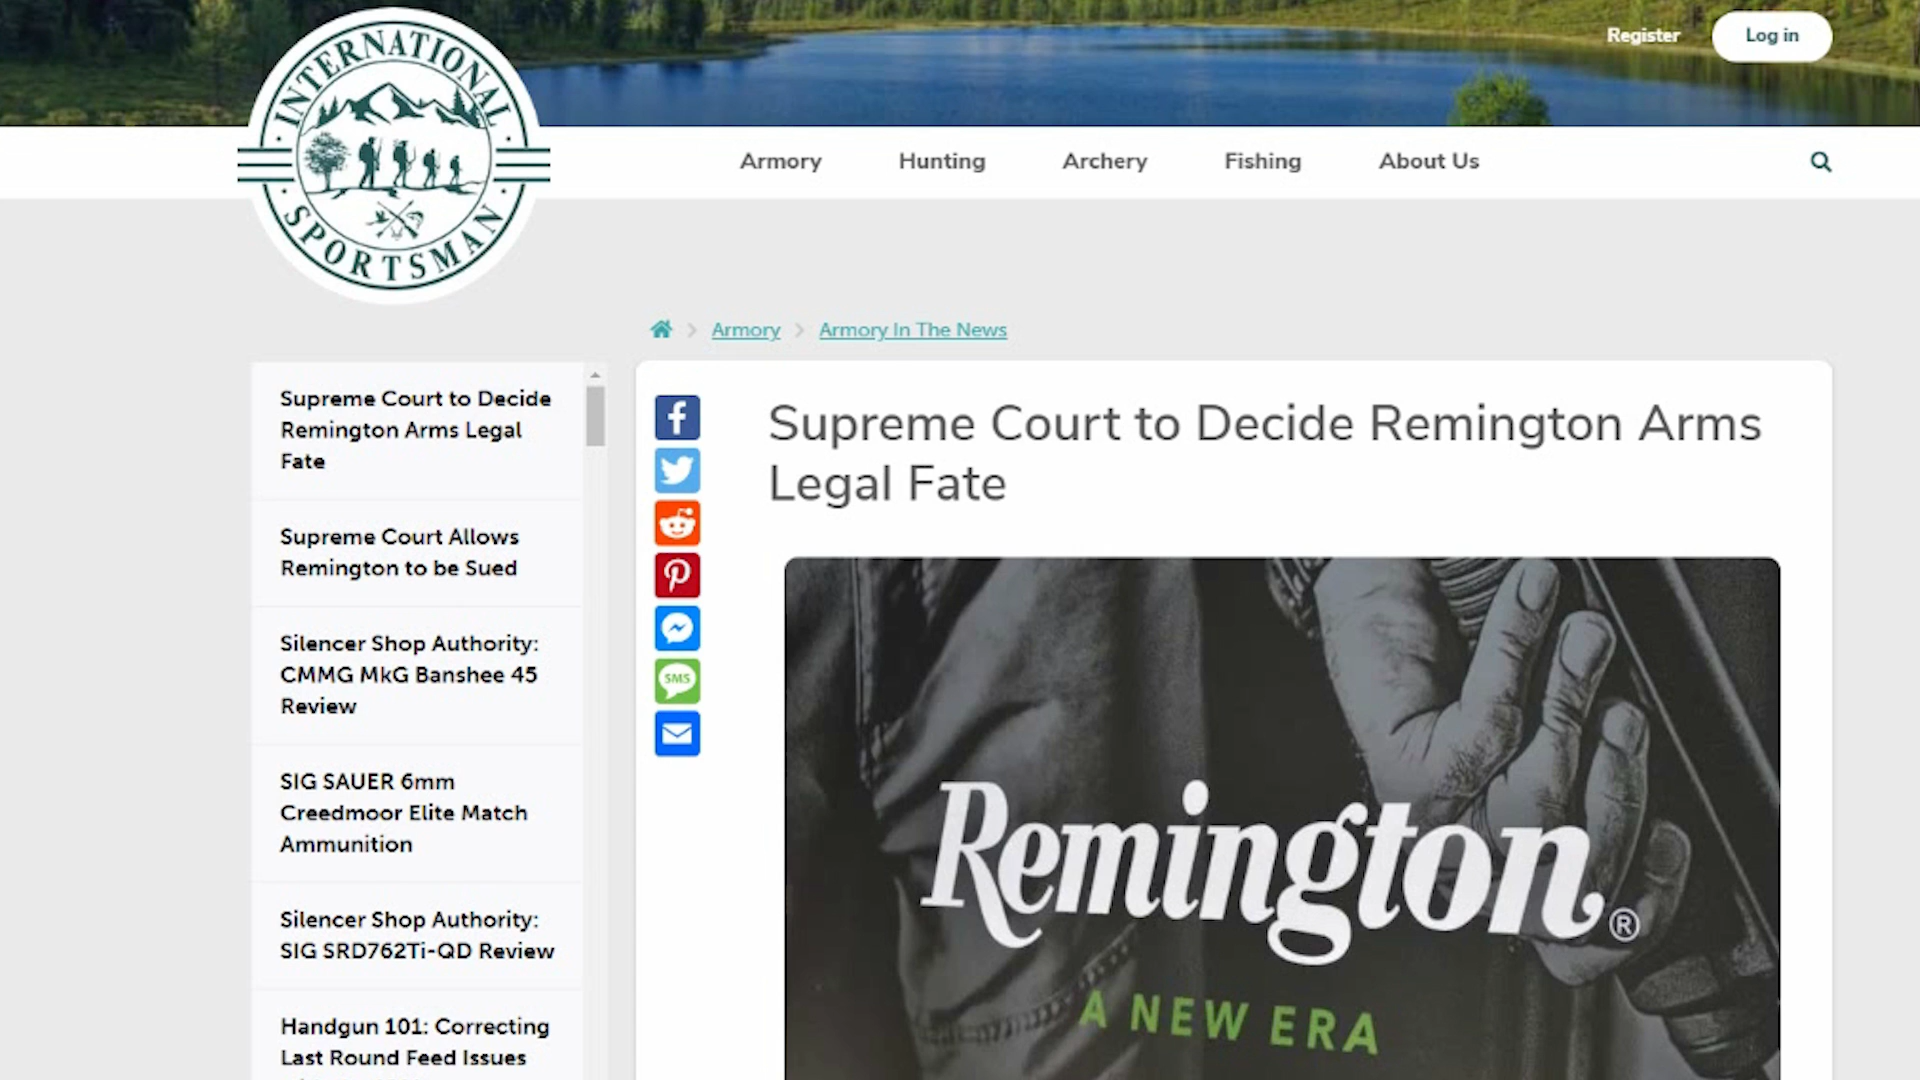 INTERNATIONAL
SPORTSMAN
Register
Log in
Armory
Hunting
Archery
Fishing
About Us
Armory
Armory In The News
Supreme Court to Decide
Remington Arms Legal
Fate
Supreme Court Allows
Remington to be Sued
Silencer Shop Authority:
CMMG MkG Banshee 45
Review
SIG SAUER 6mm
Creedmoor Elite Match
Ammunition
Silencer Shop Authority:
SIG SRD762Ti-QD Review
Handgun 101: Correcting
Last Round Feed Issues
SMS
Supreme Court to Decide Remington Arms
Legal Fate
Remington®
A NEW ERA